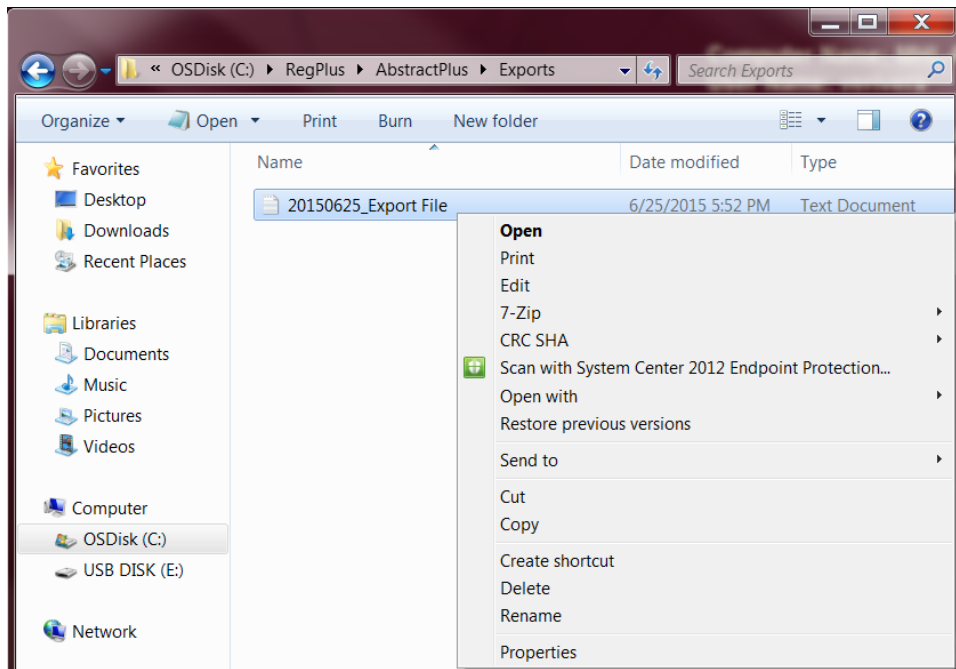 « OSDisk (C:) RegPlus AbstractPlus Exports
Search Exports
Organize Open Print Burn New folder
Name Date modified Type
Favorites
Desktop
Downloads
Recent Places
Libraries
Documents
Music
Pictures
Videos
Computer
OSDisk (C:)
USB DISK (E:)
Network
20150625_Export File 6/25/2015 5:52 PM Text Document
Open
Print
Edit
7-Zip
CRC SHA
Scan with System Center 2012 Endpoint Protection...
Open with
Restore previous versions
Send to
Cut
Copy
Create shortcut
Delete
Rename
Properties